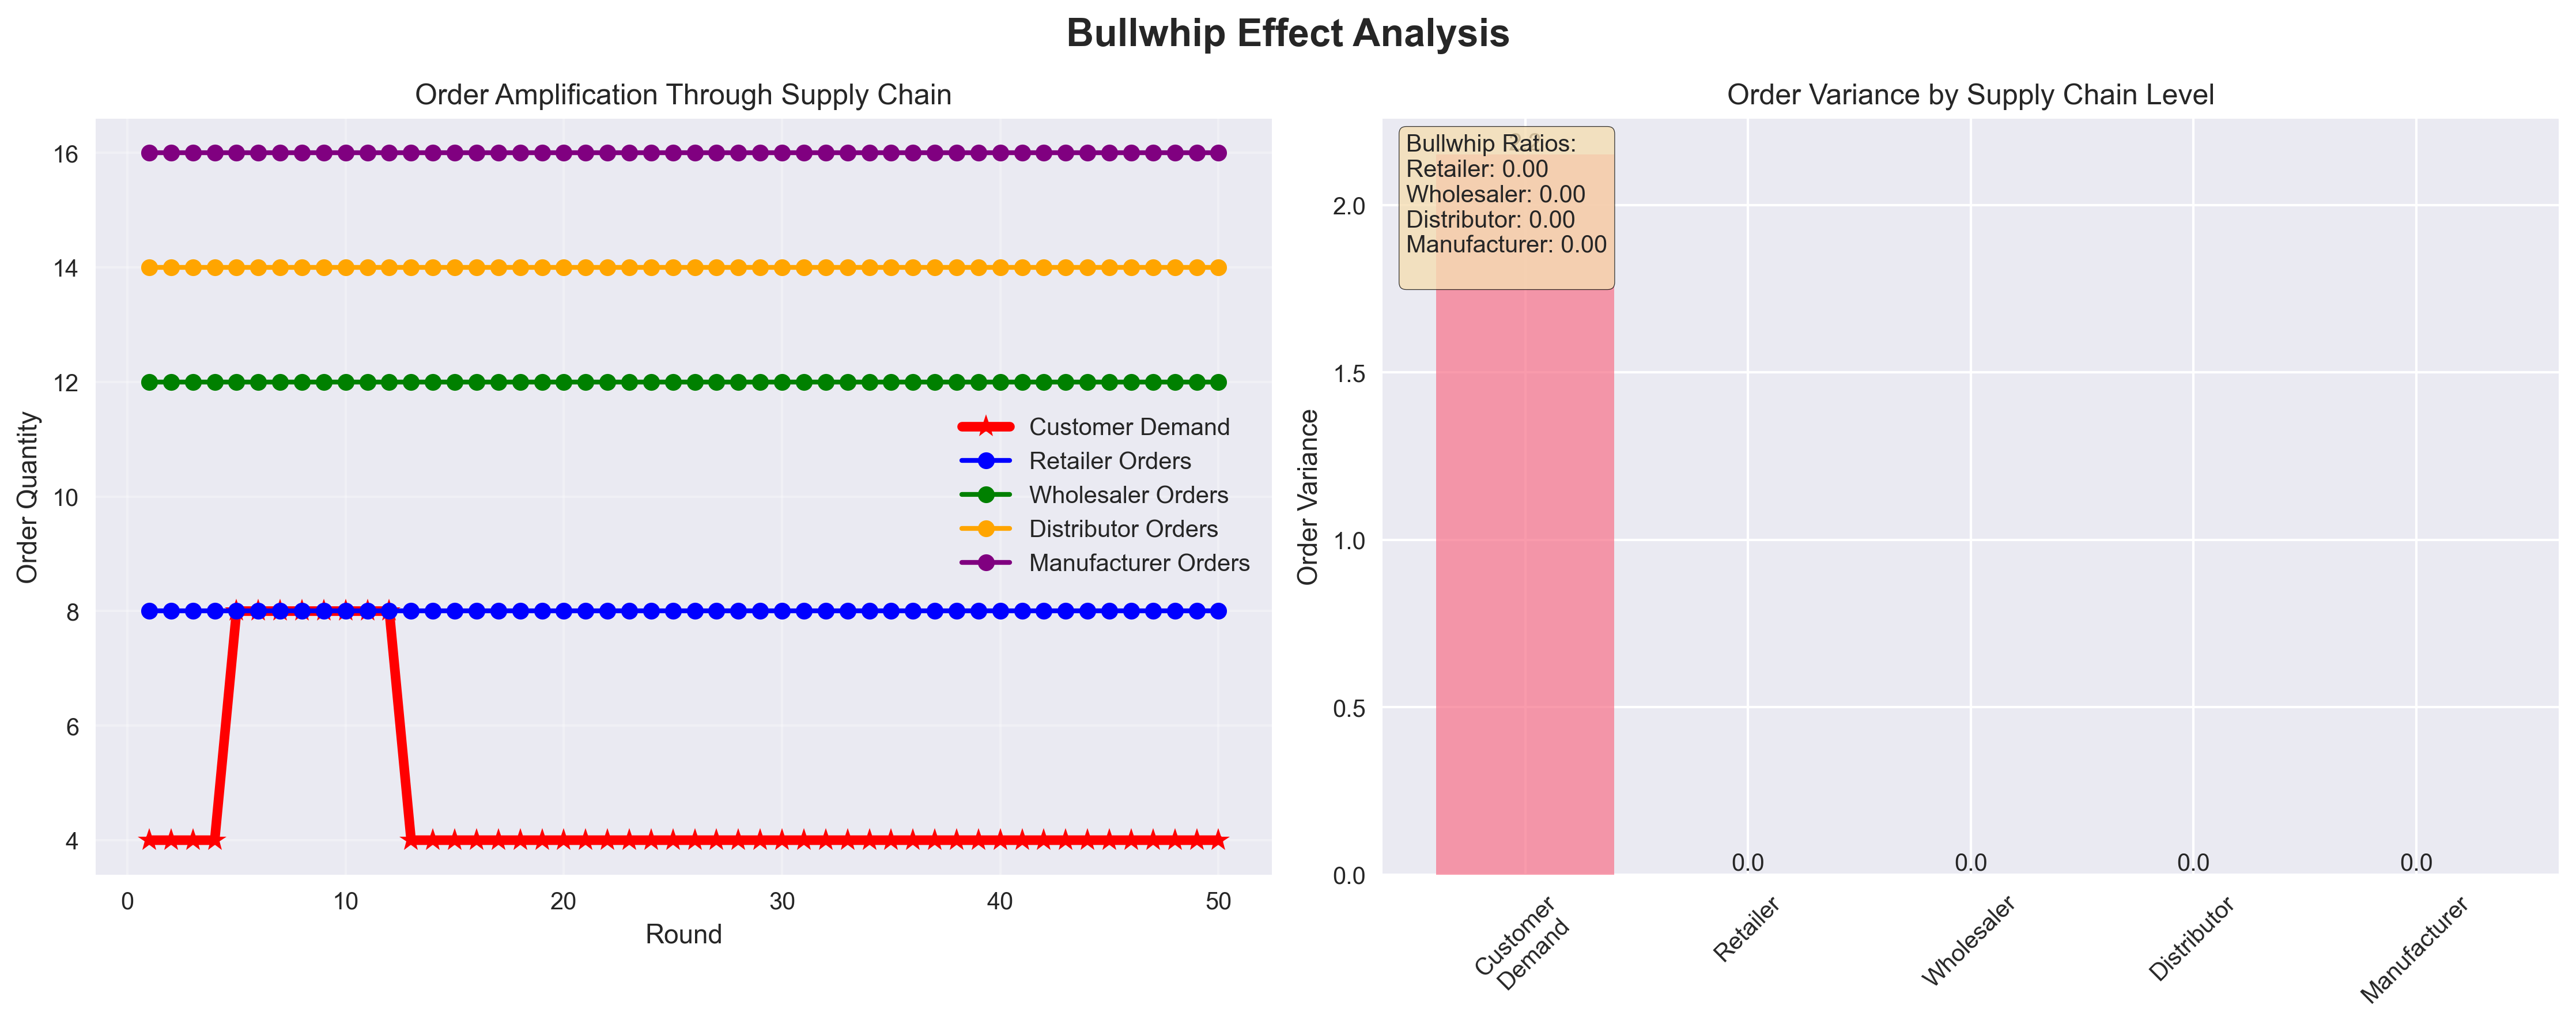 Bullwhip Effect Analysis
Order Amplification Through Supply Chain
Order Quantity
16
14
12
10
8
6
4
0
10
20
30
40
50
Round
Customer Demand
Retailer Orders
Wholesaler Orders
Distributor Orders
Manufacturer Orders
Order Variance by Supply Chain Level
Order Variance
2.0
1.5
1.0
0.5
0.0
Bullwhip Ratios:
Retailer: 0.00
Wholesaler: 0.00
Distributor: 0.00
Manufacturer: 0.00
0.0
0.0
0.0
0.0
Customer
Demand
Retailer
Wholesaler
Distributor
Manufacturer